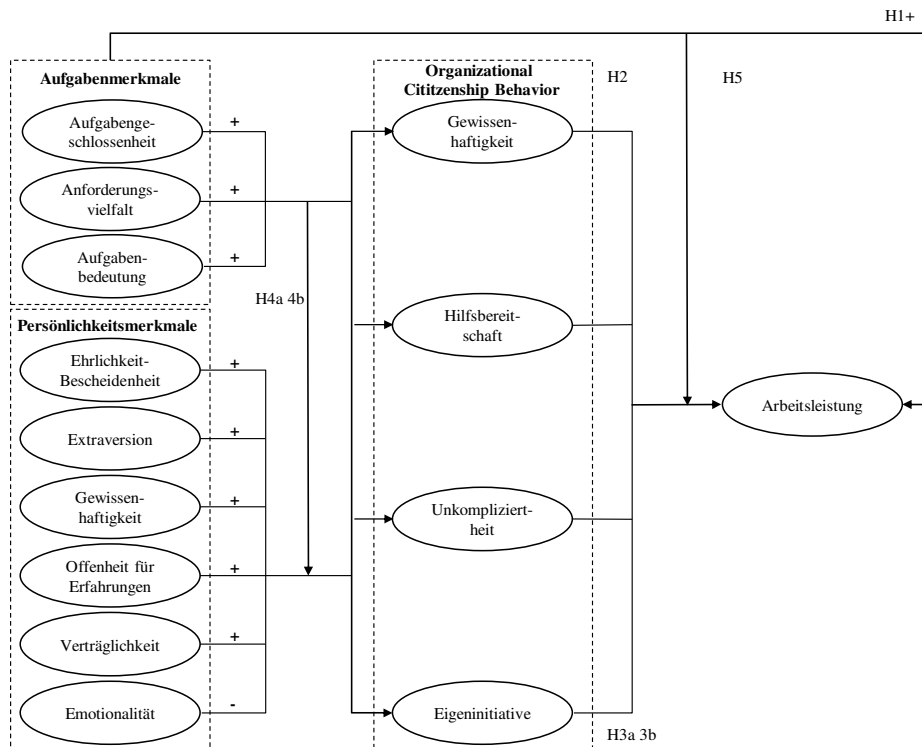 H1+
Aufgabenmerkmale
Aufgabenge-
schlossenheit
+
Anforderungs-
vielfalt
+
Aufgaben-
bedeutung
+
H4a 4b
Persönlichkeitsmerkmale
Ehrlichkeit-
Bescheidenheit
+
Extraversion
+
Gewissen-
haftigkeit
+
Offenheit für
Erfahrungen
+
Verträglichkeit
+
Emotionalität
-
Organizational
Cititzenship Behavior
Gewissen-
haftigkeit
Hilfsbereit-
schaft
Unkompliziert-
heit
Eigeninitiative
H2
H5
H3a 3b
Arbeitsleistung